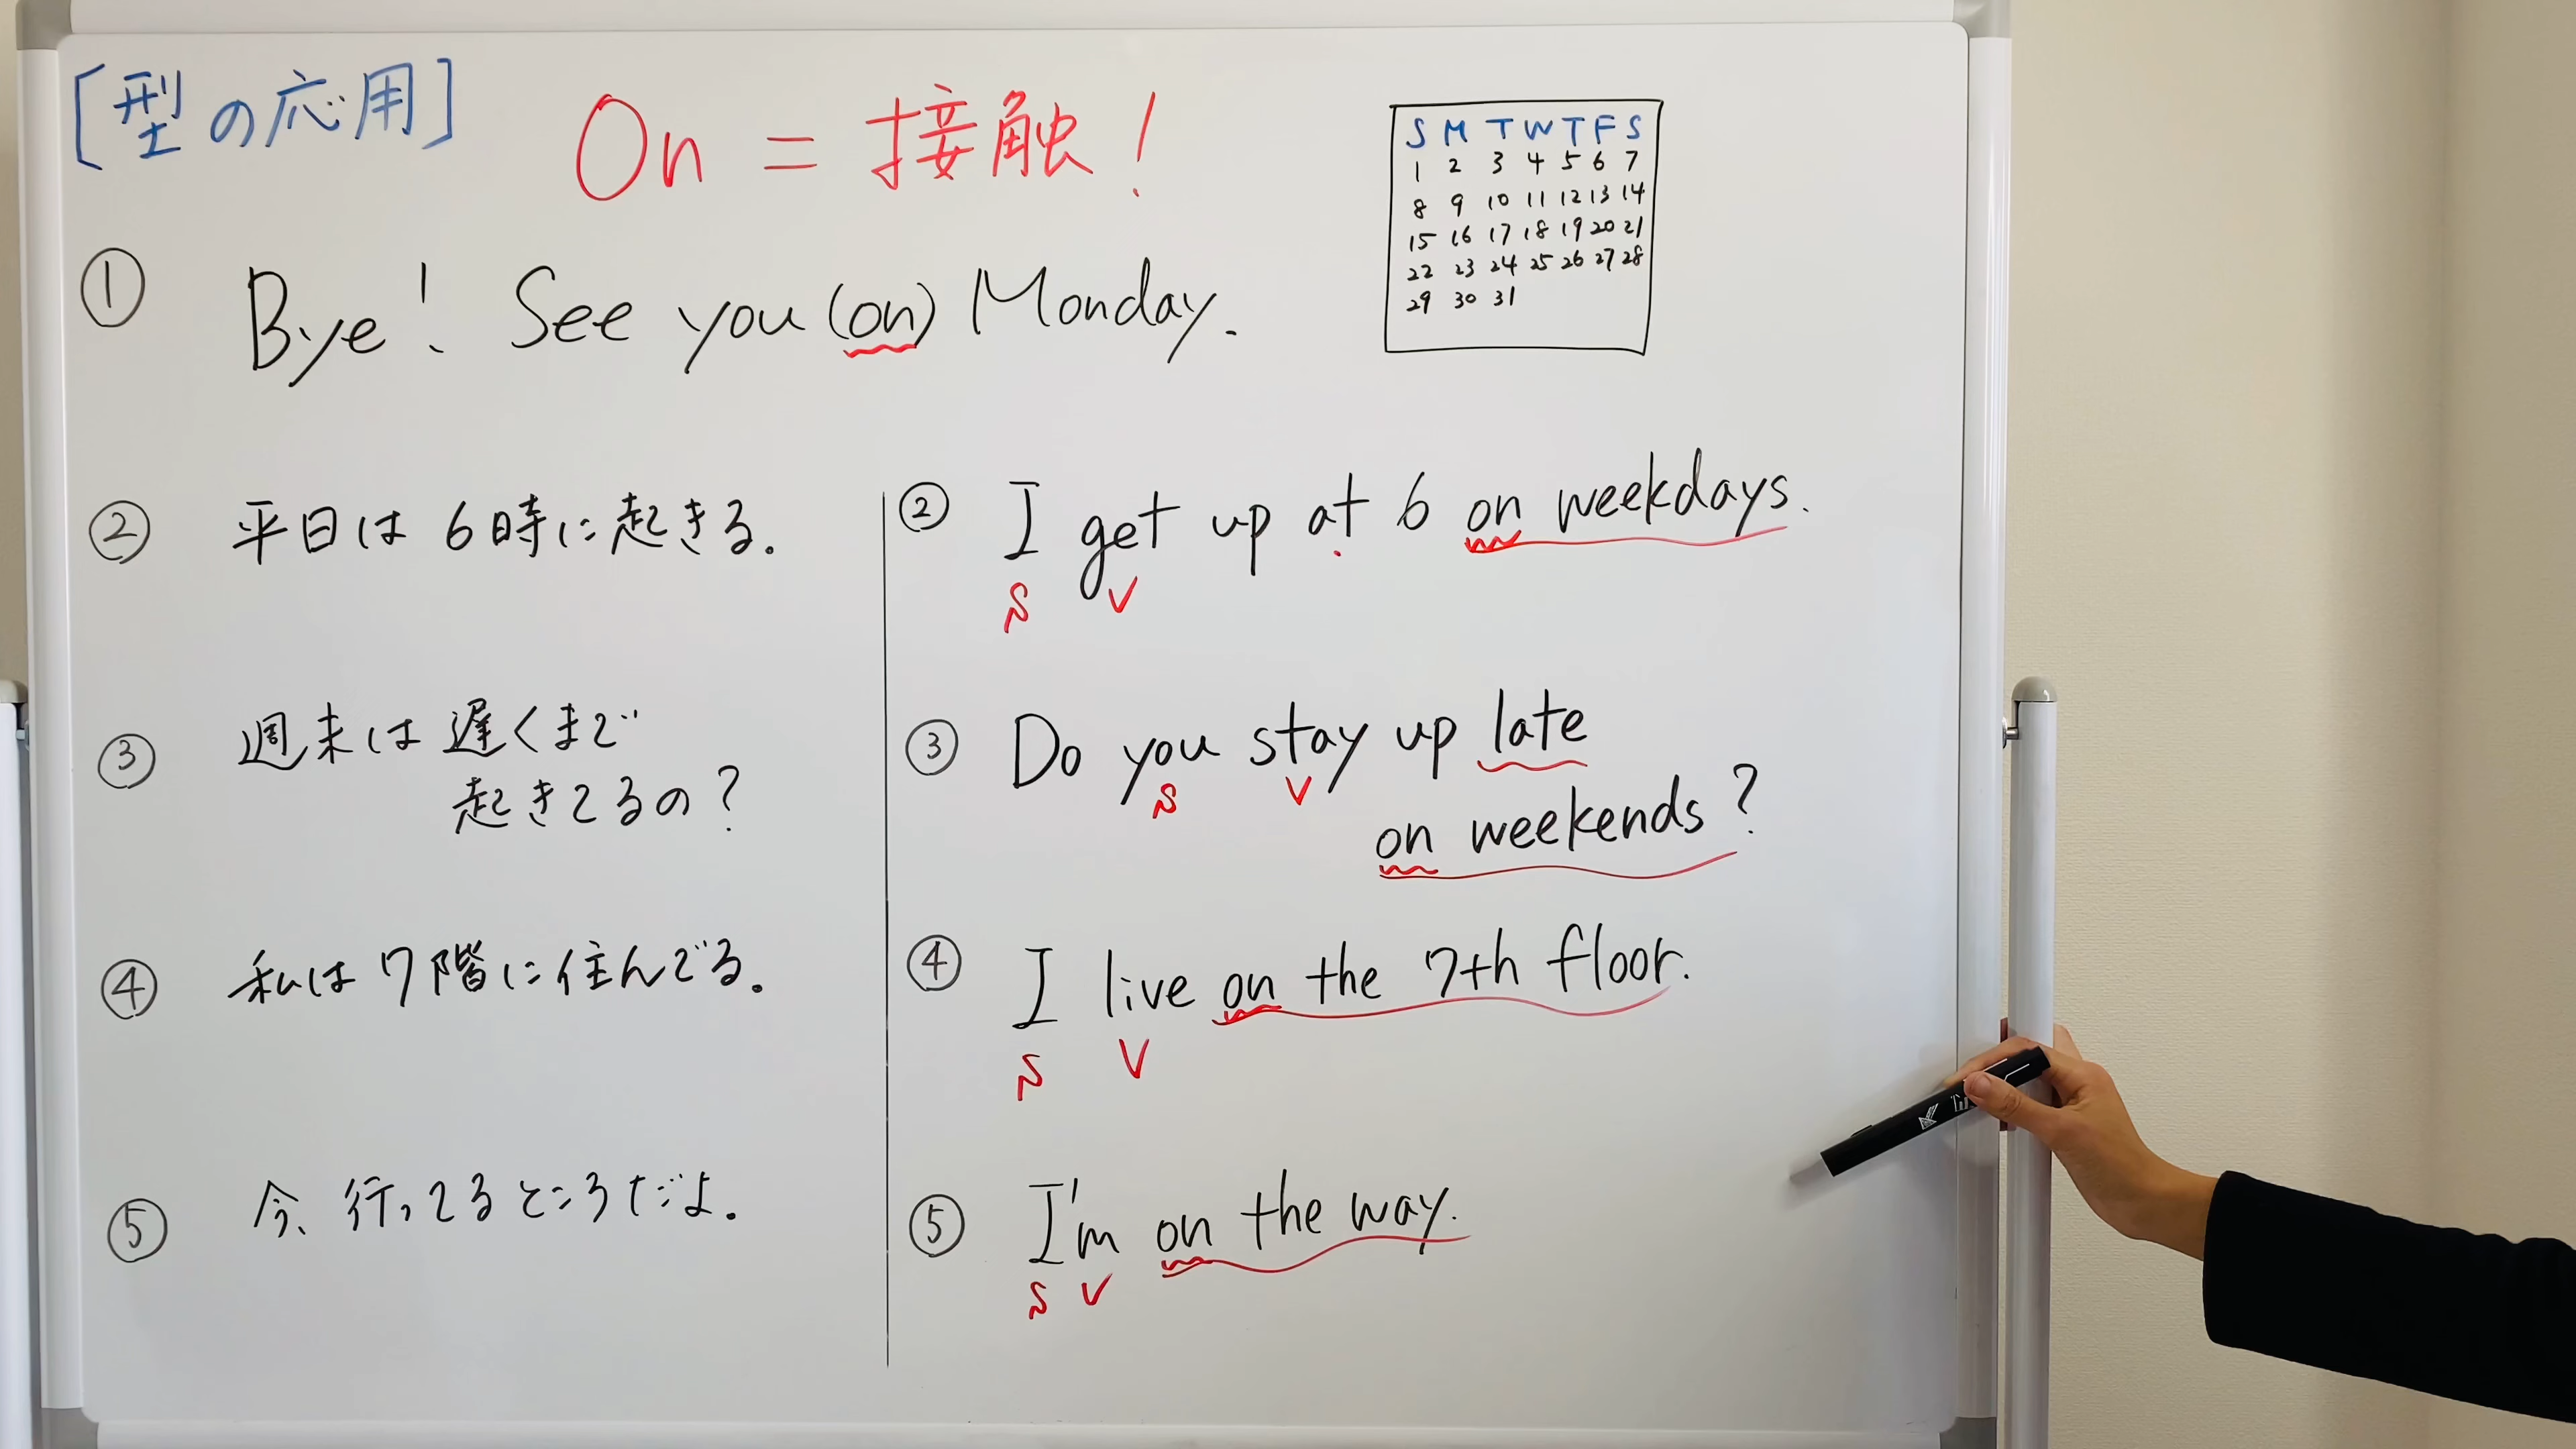 [型の応用]
On = 接触!
S M T W T F S
1 2 3 4 5 6 7
8 9 10 11 12 13 14
15 16 17 18 19 20 21
22 23 24 25 26 27 28
29 30 31
① Bye! See you (on) Monday.
② 平日は 6時に起きる.
③ 週末は 遅くまで
起きてるの?
④ 私は 7階に住んでる.
⑤ 今、行ってるところだよ.
② I get up at 6 on weekdays.
S V
③ Do you stay up late
S V
on weekends?
④ I live on the 7th floor.
S V
⑤ I'm on the way.
S V